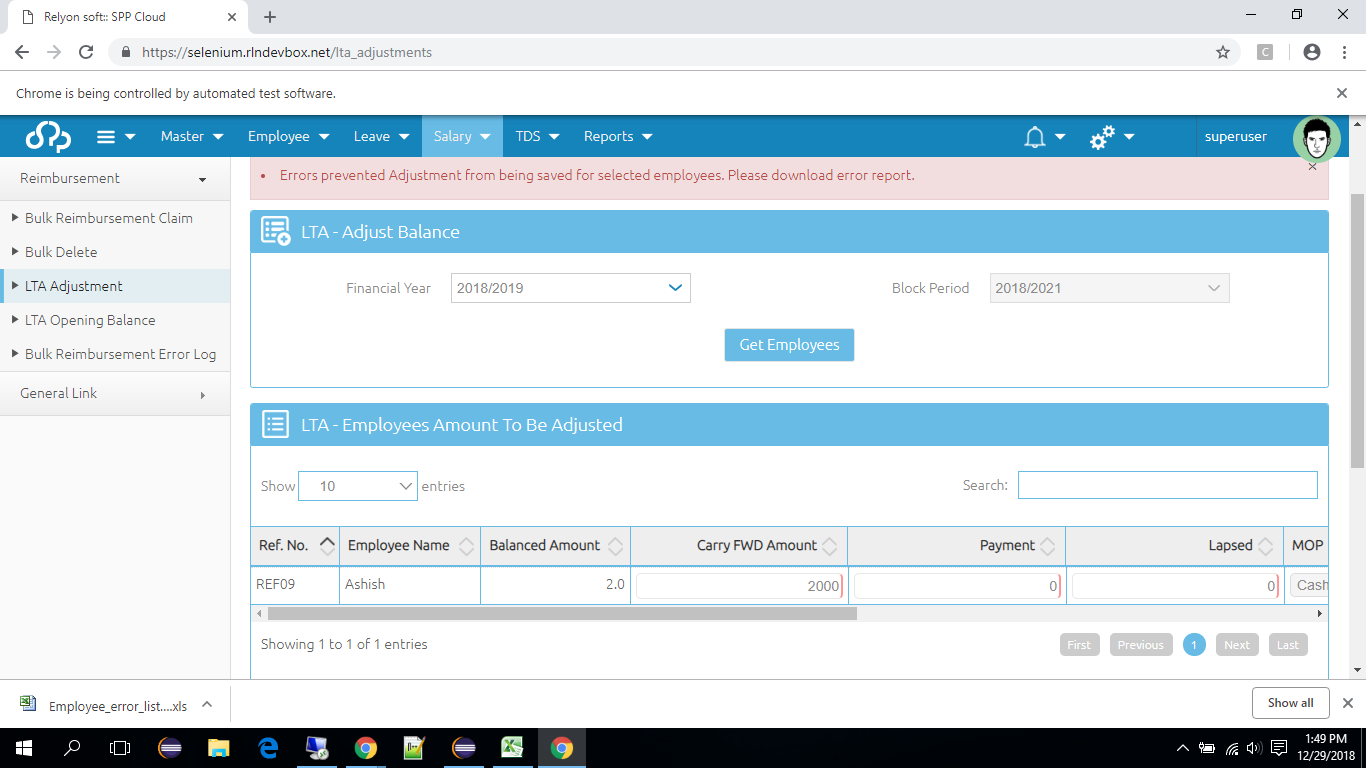 Relyon soft:: SPP Cloud
https://selenium.rlndevbox.net/lta_adjustments
C
Chrome is being controlled by automated test software.
Master Employee Leave Salary TDS Reports superuser
Reimbursement
Bulk Reimbursement Claim
Bulk Delete
LTA Adjustment
LTA Opening Balance
Bulk Reimbursement Error Log
General Link
Errors prevented Adjustment from being saved for selected employees. Please download error report.
LTA - Adjust Balance
Financial Year 2018/2019 Block Period 2018/2021
Get Employees
LTA - Employees Amount To Be Adjusted
Show 10 entries Search:
Ref. No. Employee Name Balanced Amount Carry FWD Amount Payment Lapsed MOP
REF09 Ashish 2.0 2000 0 0 Cash
Showing 1 to 1 of 1 entries First Previous 1 Next Last
Employee_error_list....xls Show all
1:49 PM
12/29/2018